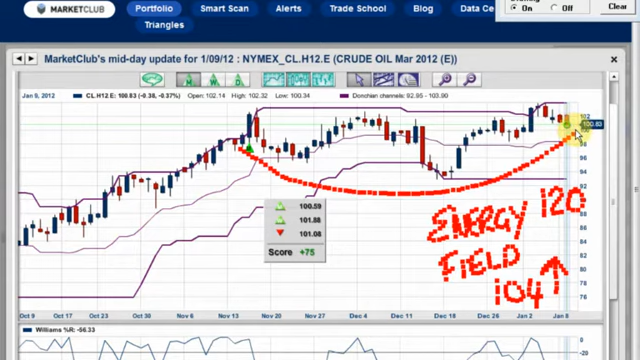 MARKETCLUB Portfolio Smart Scan Alerts Trade School Blog Data Ce
Triangles
On Off Clear
MarketClub's mid-day update for 1/09/12 : NYMEX_CL.H12.E (CRUDE OIL Mar 2012 (E))
M W D
Jan 9, 2012 CL.H12.E: 100.83 (-0.38, -0.37%) Open: 102.14 High: 102.32 Low: 100.34 Donchian channels: 92.95 - 103.90
102
100.83
100
98
96
94
92
90
88
86
84
82
80
78
76
100.59
101.88
101.08
Score +75
ENERGY 120
FIELD
104
Oct 9 Oct 16 Oct 23 Oct 30 Nov 6 Nov 13 Nov 20 Nov 27 Dec 4 Dec 12 Dec 18 Dec 26 Jan 2 Jan 8
Williams %R: -56.33
-20